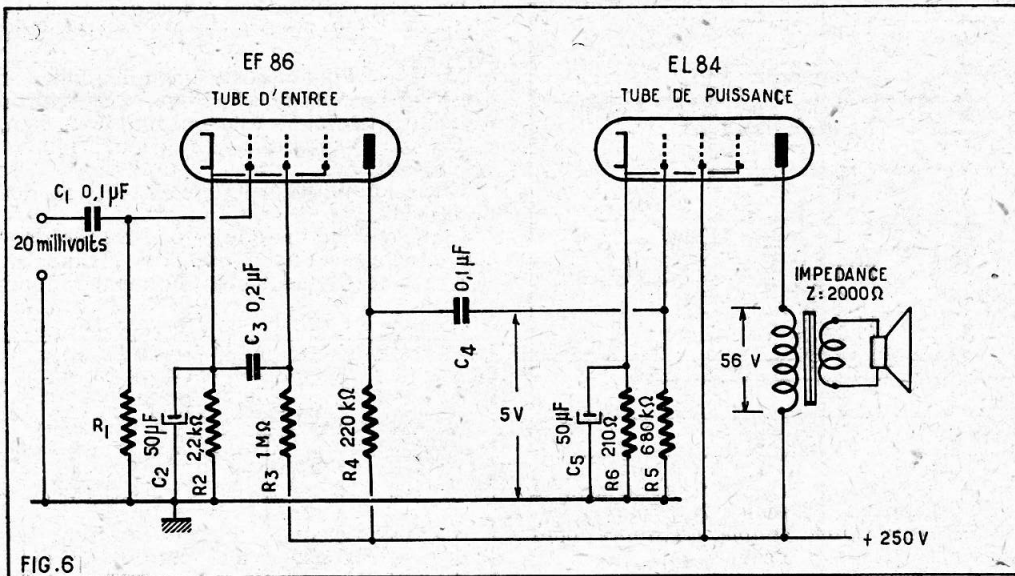 EF 86
TUBE D'ENTREE
EL84
TUBE DE PUISSANCE
C1 0,1µF
20 millivolts
R1
50µF
C2
2,2kΩ
R2
C3 0,2µF
1MΩ
R3
220kΩ
R4
0,1µF
C4
5V
50µF
C5
210Ω
R6
680kΩ
R5
IMPEDANCE
Z: 2000Ω
56 V
+ 250 V
FIG.6